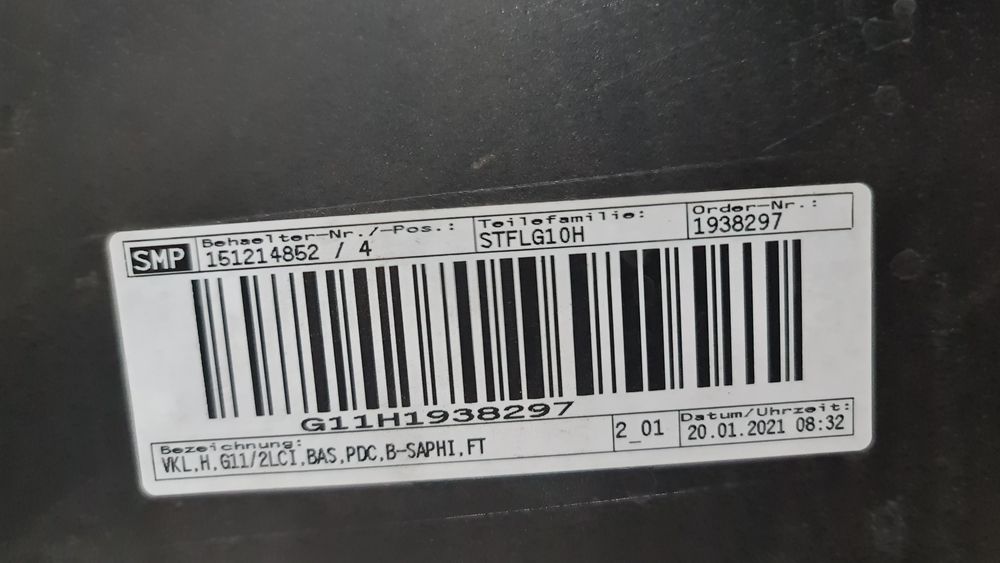 SMP
Behaelter-Nr./-Pos.:
151214852 / 4
Teilefamilie:
STFLG10H
Order-Nr.:
1938297
G11H1938297
Bezeichnung:
VKL,H,G11/2LCI,BAS,PDC,B-SAPHI,FT
2_01
Datum/Uhrzeit:
20.01.2021 08:32